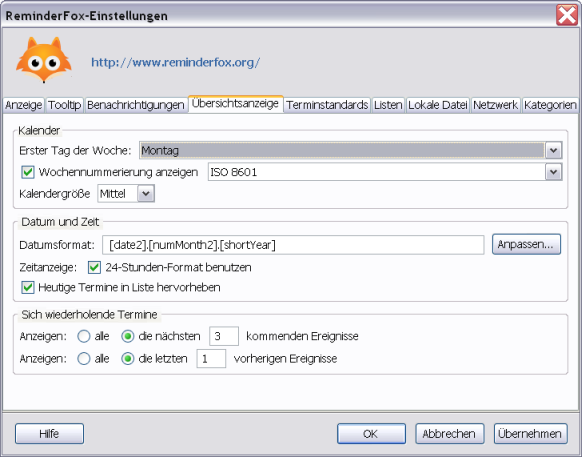 ReminderFox-Einstellungen
http://www.reminderfox.org/
Anzeige Tooltip Benachrichtigungen Übersichtsanzeige Terminstandards Listen Lokale Datei Netzwerk Kategorien
Kalender
Erster Tag der Woche: Montag
Wochennummerierung anzeigen ISO 8601
Kalendergröße Mittel
Datum und Zeit
Datumsformat: [date2].[numMonth2].[shortYear] Anpassen...
Zeitanzeige: 24-Stunden-Format benutzen
Heutige Termine in Liste hervorheben
Sich wiederholende Termine
Anzeigen: alle die nächsten 3 kommenden Ereignisse
Anzeigen: alle die letzten 1 vorherigen Ereignisse
Hilfe OK Abbrechen Übernehmen